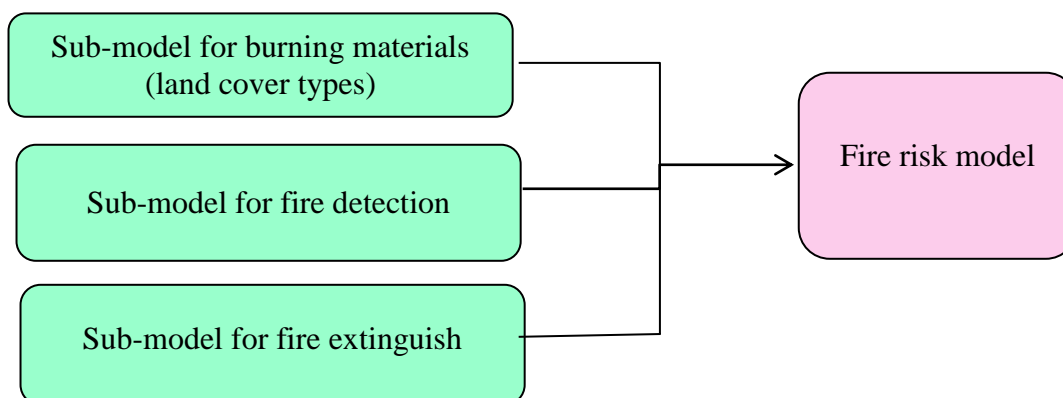 Sub-model for burning materials
(land cover types)
Sub-model for fire detection
Sub-model for fire extinguish
Fire risk model